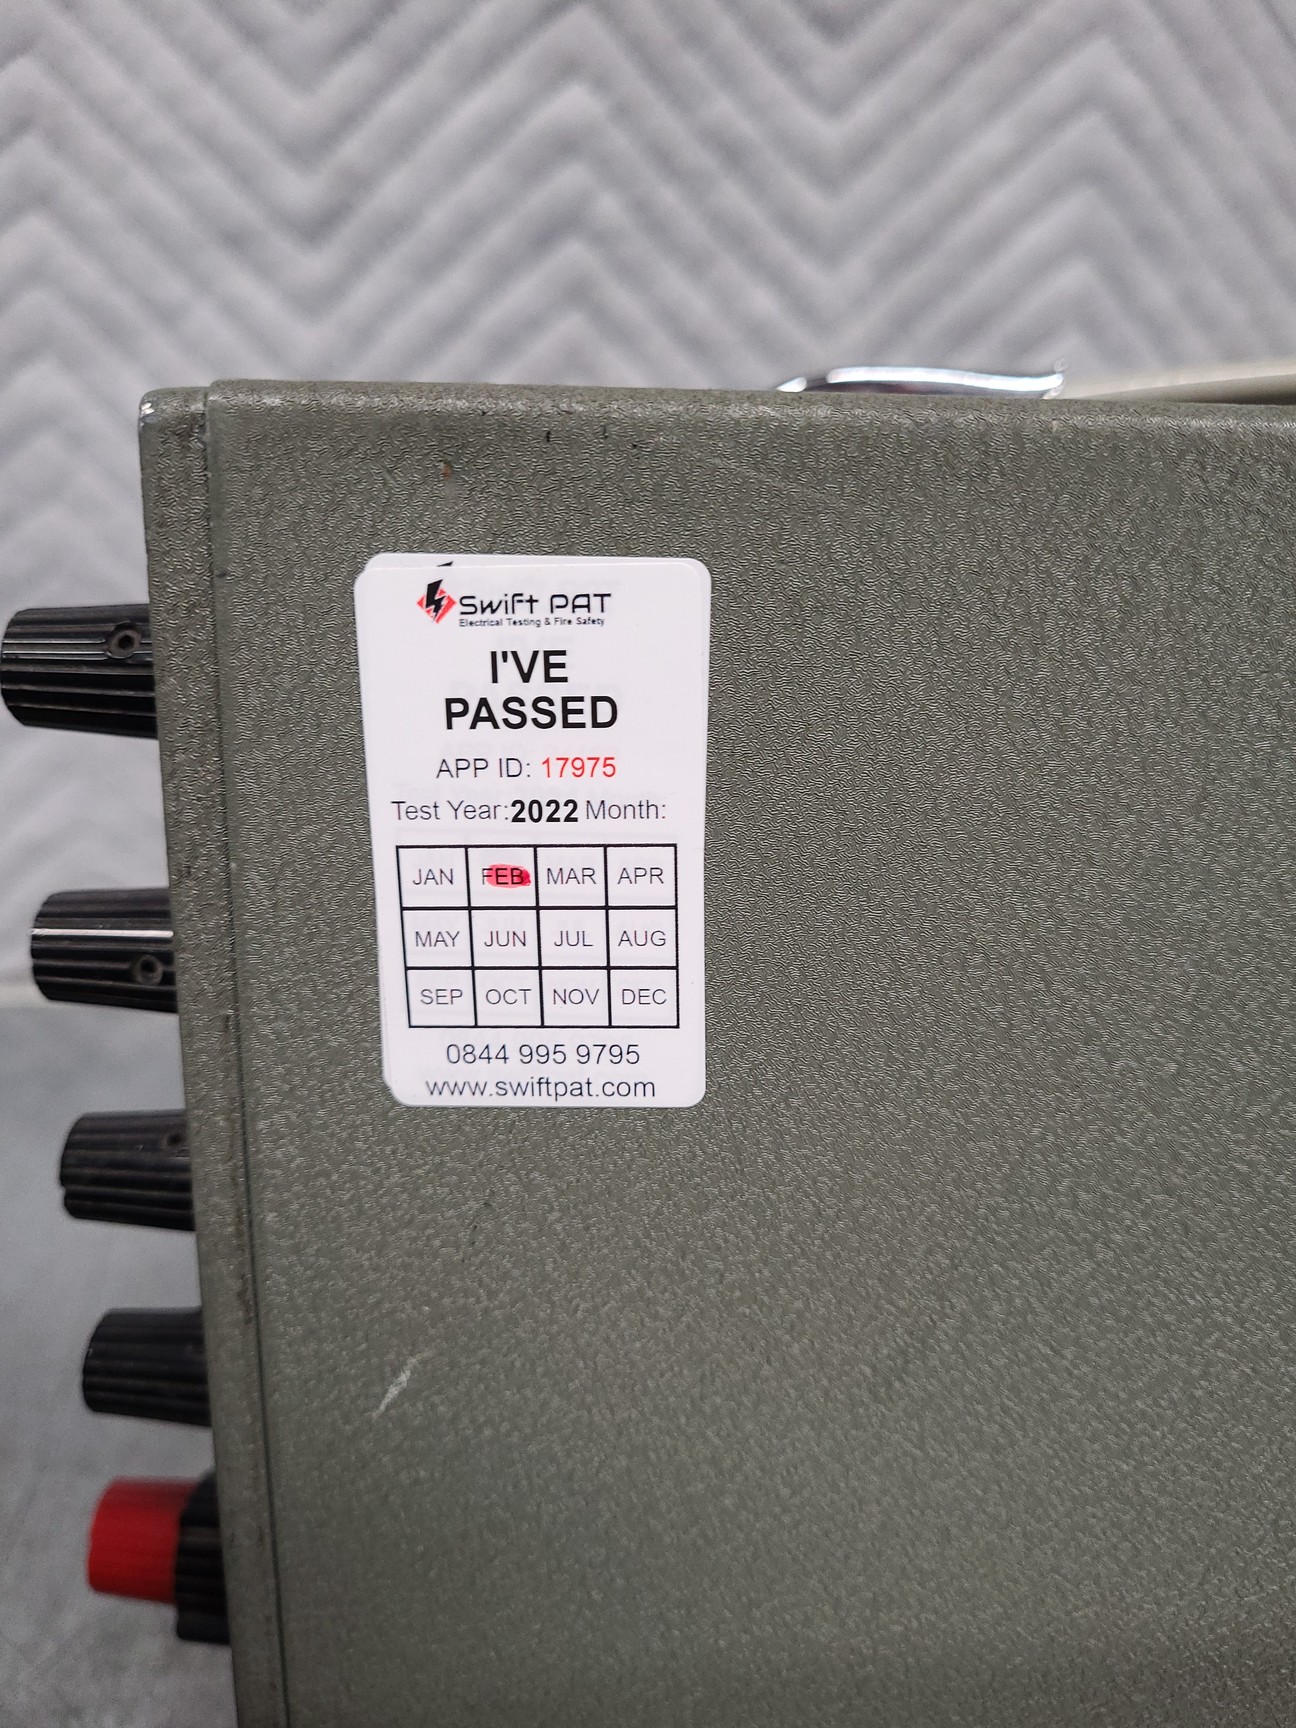 Swift PAT
Electrical Testing & Fire Safety
I'VE
PASSED
APP ID: 17975
Test Year: 2022 Month:
JAN FEB MAR APR
MAY JUN JUL AUG
SEP OCT NOV DEC
0844 995 9795
www.swiftpat.com